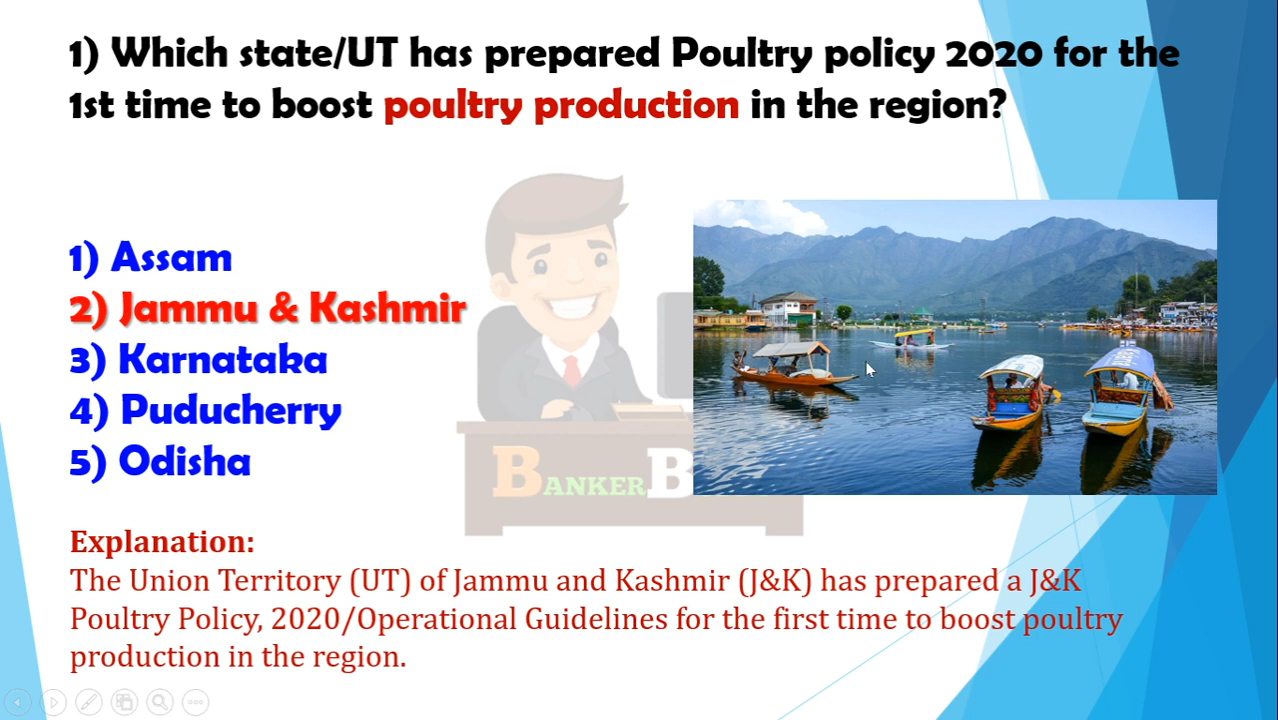 1) Which state/UT has prepared Poultry policy 2020 for the
1st time to boost poultry production in the region?
1) Assam
2) Jammu & Kashmir
3) Karnataka
4) Puducherry
5) Odisha
BANKER B
Explanation:
The Union Territory (UT) of Jammu and Kashmir (J&K) has prepared a J&K
Poultry Policy, 2020/Operational Guidelines for the first time to boost poultry
production in the region.